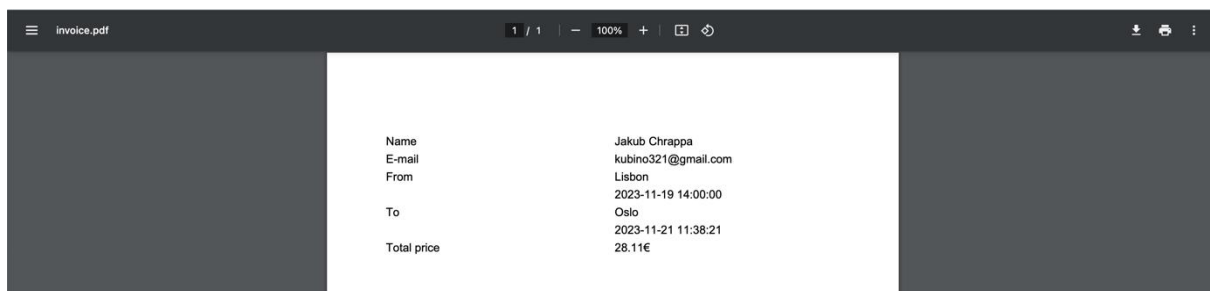 invoice.pdf 1 / 1 100%
Name Jakub Chrappa
E-mail kubino321@gmail.com
From Lisbon
2023-11-19 14:00:00
To Oslo
2023-11-21 11:38:21
Total price 28.11€